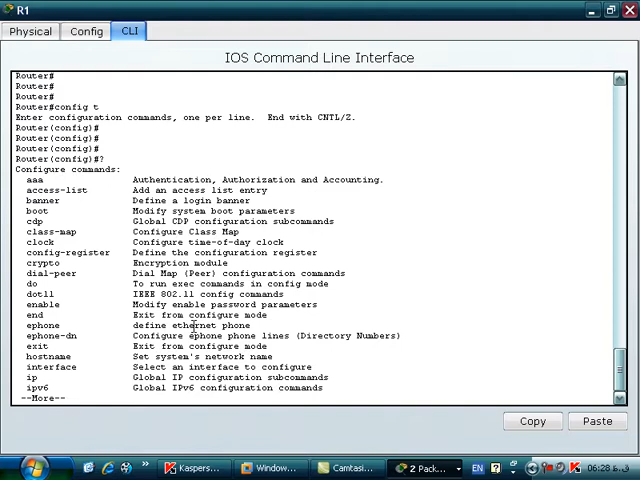 R1
Physical Config CLI
IOS Command Line Interface
Router#
Router#
Router#
Router#config t
Enter configuration commands, one per line.  End with CNTL/Z.
Router(config)#
Router(config)#
Router(config)#
Router(config)#?
Configure commands:
aaa Authentication, Authorization and Accounting.
access-list Add an access list entry
banner Define a login banner
boot Modify system boot parameters
cdp Global CDP configuration subcommands
class-map Configure Class Map
clock Configure time-of-day clock
config-register Define the configuration register
crypto Encryption module
dial-peer Dial Map (Peer) configuration commands
do To run exec commands in config mode
dot11 IEEE 802.11 config commands
enable Modify enable password parameters
end Exit from configure mode
ephone define ethernet phone
ephone-dn Configure ephone phone lines (Directory Numbers)
exit Exit from configure mode
hostname Set system's network name
interface Select an interface to configure
ip Global IP configuration subcommands
ipv6 Global IPv6 configuration commands
--More--
Copy Paste
Kaspers... Window... Camtasi... 2 Pack... EN 06:28